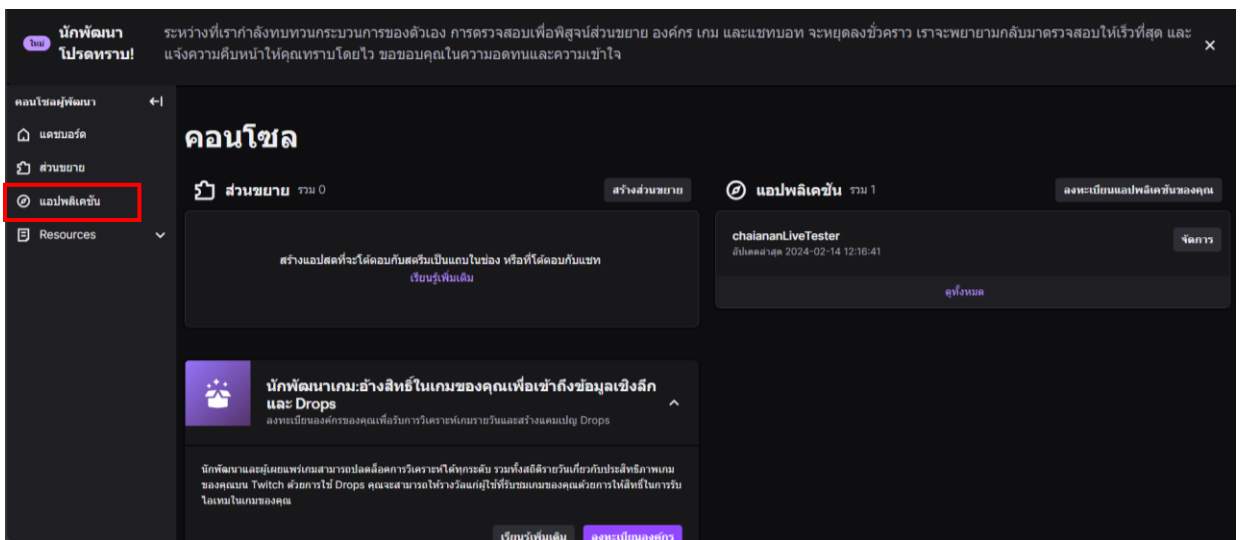 ใหม่
นักพัฒนา
โปรดทราบ!
ระหว่างที่เรากำลังทบทวนกระบวนการของตัวเอง การตรวจสอบเพื่อพิสูจน์ส่วนขยาย องค์กร เกม และแชทบอท จะหยุดลงชั่วคราว เราจะพยายามกลับมาตรวจสอบให้เร็วที่สุด และ
แจ้งความคืบหน้าให้คุณทราบโดยไว ขอขอบคุณในความอดทนและความเข้าใจ
คอนโซลผู้พัฒนา
แดชบอร์ด
ส่วนขยาย
แอปพลิเคชัน
Resources
คอนโซล
ส่วนขยาย รวม 0
สร้างส่วนขยาย
สร้างแอปสดที่จะโต้ตอบกับสตรีมเป็นแถบในช่อง หรือที่โต้ตอบกับแชท
เรียนรู้เพิ่มเติม
แอปพลิเคชัน รวม 1
ลงทะเบียนแอปพลิเคชันของคุณ
chaiananLiveTester
อัปเดตล่าสุด 2024-02-14 12:16:41
จัดการ
ดูทั้งหมด
นักพัฒนาเกม:อ้างสิทธิ์ในเกมของคุณเพื่อเข้าถึงข้อมูลเชิงลึก
และ Drops
ลงทะเบียนองค์กรของคุณเพื่อรับการวิเคราะห์เกมรายวันและสร้างแคมเปญ Drops
นักพัฒนาและผู้เผยแพร่เกมสามารถปลดล็อคการวิเคราะห์ได้ทุกระดับ รวมทั้งสถิติรายวันเกี่ยวกับประสิทธิภาพเกม
ของคุณบน Twitch ด้วยการใช้ Drops คุณจะสามารถให้รางวัลแก่ผู้ใช้ที่รับชมเกมของคุณด้วยการให้สิทธิ์ในการรับ
ไอเทมในเกมของคุณ
เรียนรู้เพิ่มเติม
ลงทะเบียนองค์กร